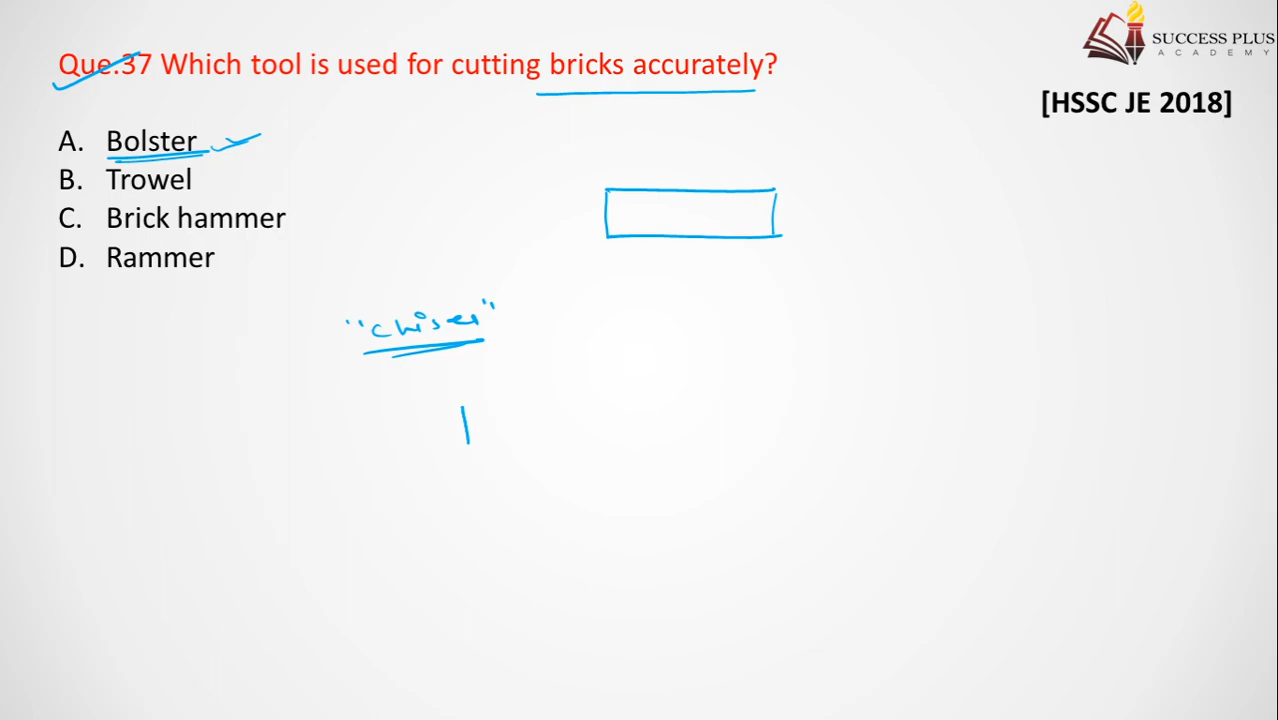 SUCCESS PLUS
ACADEMY
Que.37 Which tool is used for cutting bricks accurately?
[HSSC JE 2018]
A. Bolster
B. Trowel
C. Brick hammer
D. Rammer
"chisel"